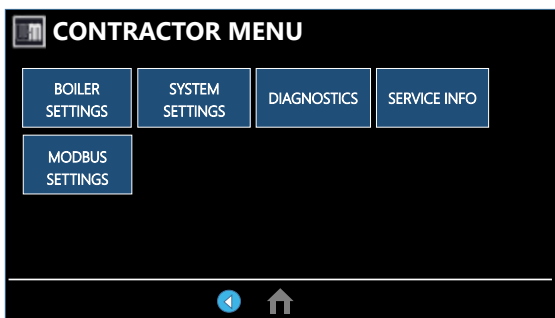 CONTRACTOR MENU
BOILER
SETTINGS
SYSTEM
SETTINGS
DIAGNOSTICS
SERVICE INFO
MODBUS
SETTINGS